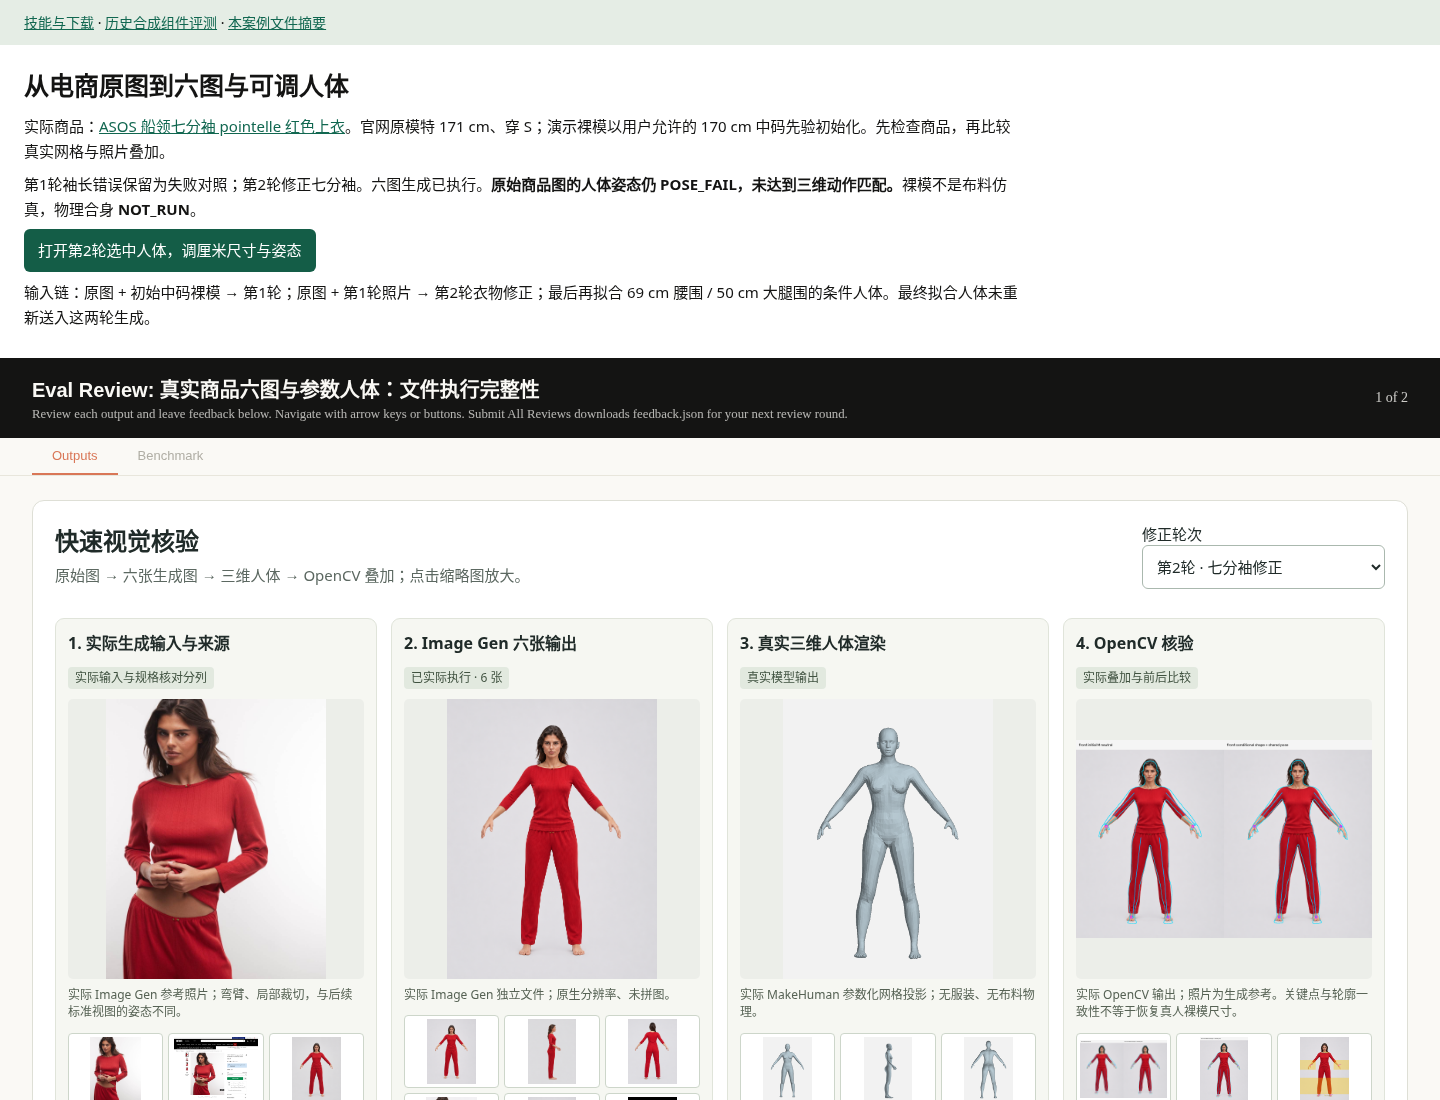 技能与下载 · 历史合成组件评测 · 本案例文件摘要
从电商原图到六图与可调人体
实际商品：ASOS 船领七分袖 pointelle 红色上衣。官网原模特 171 cm、穿 S；演示裸模以用户允许的 170 cm 中码先验初始化。先检查商品，再比较
真实网格与照片叠加。
第1轮袖长错误保留为失败对照；第2轮修正七分袖。六图生成已执行。原始商品图的人体姿态仍 POSE_FAIL，未达到三维动作匹配。裸模不是布料仿
真，物理合身 NOT_RUN。
打开第2轮选中人体，调厘米尺寸与姿态
输入链：原图 + 初始中码裸模 → 第1轮；原图 + 第1轮照片 → 第2轮衣物修正；最后再拟合 69 cm 腰围 / 50 cm 大腿围的条件人体。最终拟合人体未重
新送入这两轮生成。
Eval Review: 真实商品六图与参数人体：文件执行完整性
Review each output and leave feedback below. Navigate with arrow keys or buttons. Submit All Reviews downloads feedback.json for your next review round.
1 of 2
Outputs
Benchmark
快速视觉核验
原始图 → 六张生成图 → 三维人体 → OpenCV 叠加；点击缩略图放大。
修正轮次
第2轮 · 七分袖修正
1. 实际生成输入与来源
实际输入与规格核对分列
实际 Image Gen 参考照片；弯臂、局部裁切，与后续
标准视图的姿态不同。
2. Image Gen 六张输出
已实际执行 · 6 张
实际 Image Gen 独立文件；原生分辨率、未拼图。
3. 真实三维人体渲染
真实模型输出
实际 MakeHuman 参数化网格投影；无服装、无布料物
理。
4. OpenCV 核验
实际叠加与前后比较
实际 OpenCV 输出；照片为生成参考。关键点与轮廓一
致性不等于恢复真人裸模尺寸。